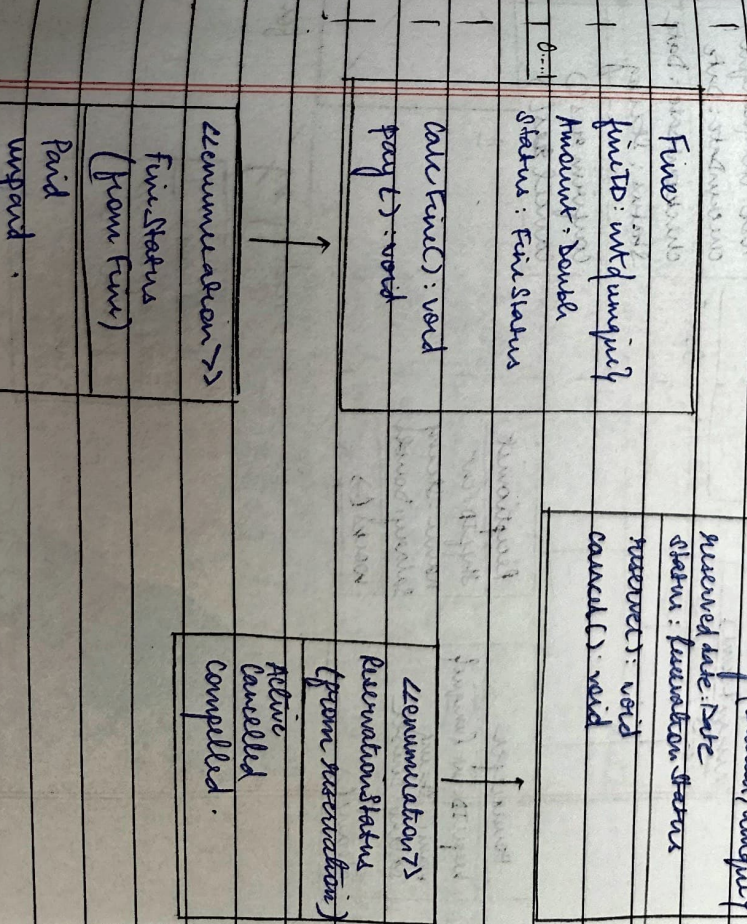 0....1
Fine
fineID: int{unique}
Amount: Double
Status: FineStatus
CalcFine(): void
pay(): void
<<enumeration>>
FineStatus
(from Fine)
Paid
unpaid.
reserveddate: Date
Status: ReservationStatus
reserve(): void
cancel(): void
<<enumeration>>
ReservationStatus
(from reservation)
Active
Cancelled
compelled.